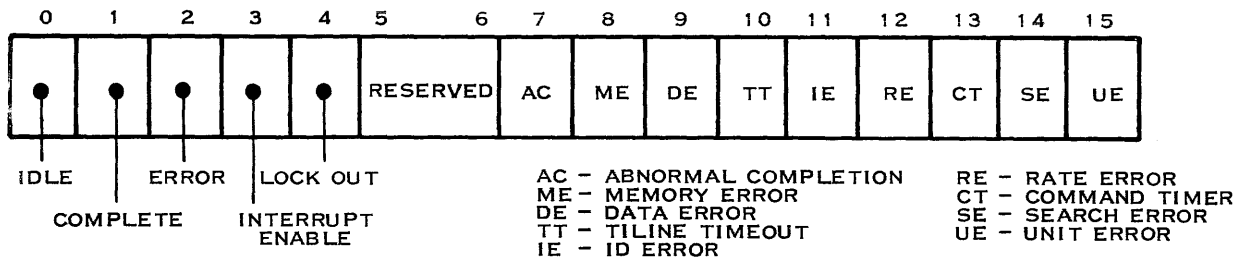 0 1 2 3 4 5 6 7 8 9 10 11 12 13 14 15
RESERVED AC ME DE TT IE RE CT SE UE
IDLE ERROR LOCK OUT
COMPLETE INTERRUPT
ENABLE
AC – ABNORMAL COMPLETION
ME – MEMORY ERROR
DE – DATA ERROR
TT – TILINE TIMEOUT
IE – ID ERROR
RE – RATE ERROR
CT – COMMAND TIMER
SE – SEARCH ERROR
UE – UNIT ERROR